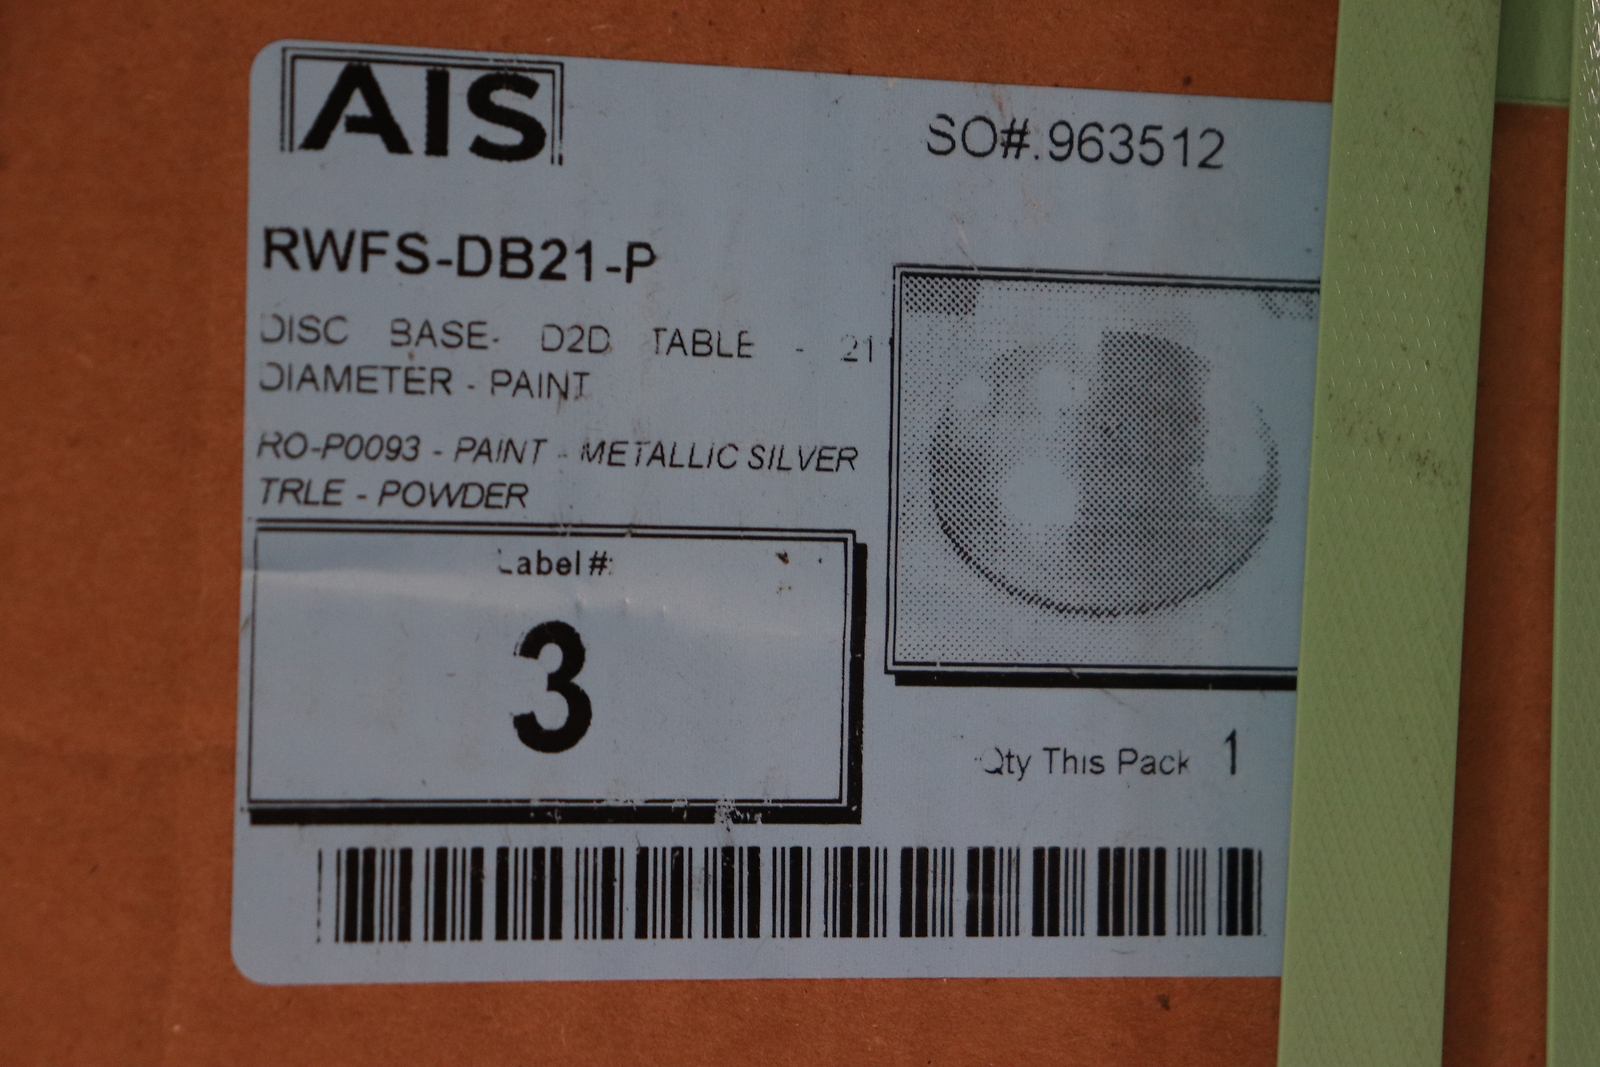 AIS
SO#.963512
RWFS-DB21-P
DISC BASE- D2D TABLE - 21"
DIAMETER - PAINT
RO-P0093 - PAINT - METALLIC SILVER
TRLE - POWDER
Label #:
3
Qty This Pack 1